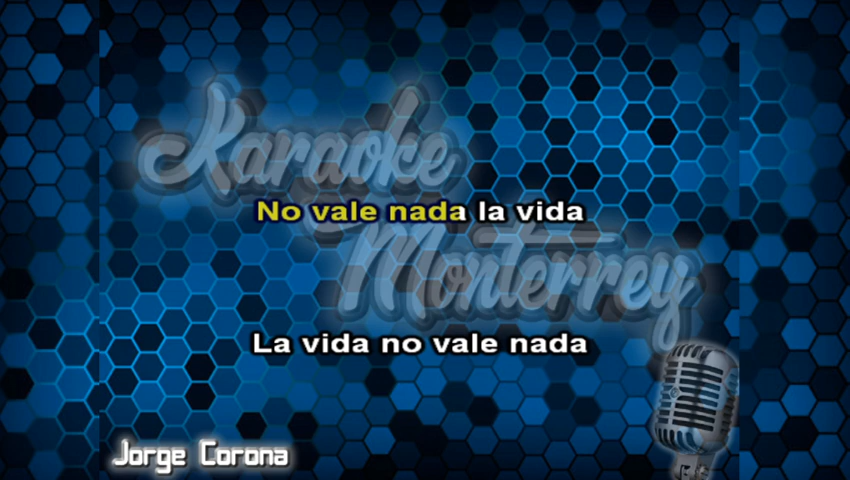 Karaoke
No vale nada la vida
Monterrey
La vida no vale nada
Jorge Corona